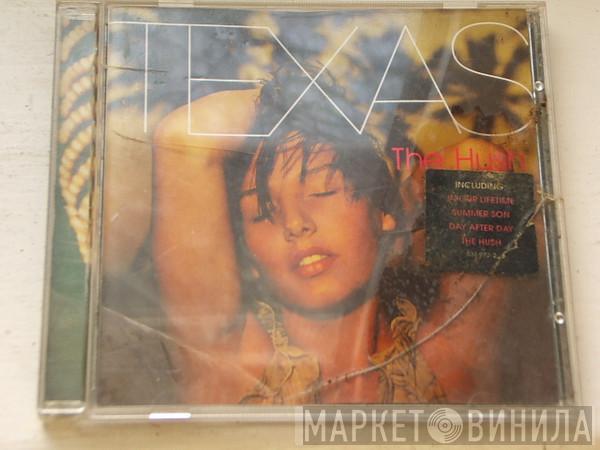 TEXAS
The Hush
INCLUDING:
IN OUR LIFETIME
SUMMER SON
DAY AFTER DAY
THE HUSH
МАРКЕТ ВИНИЛА